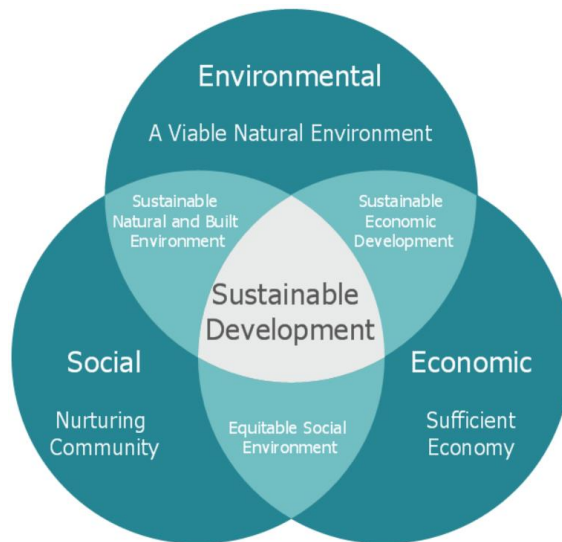 Environmental
A Viable Natural Environment
Sustainable
Natural and Built
Environment
Sustainable
Economic
Development
Sustainable
Development
Social
Nurturing
Community
Equitable Social
Environment
Economic
Sufficient
Economy